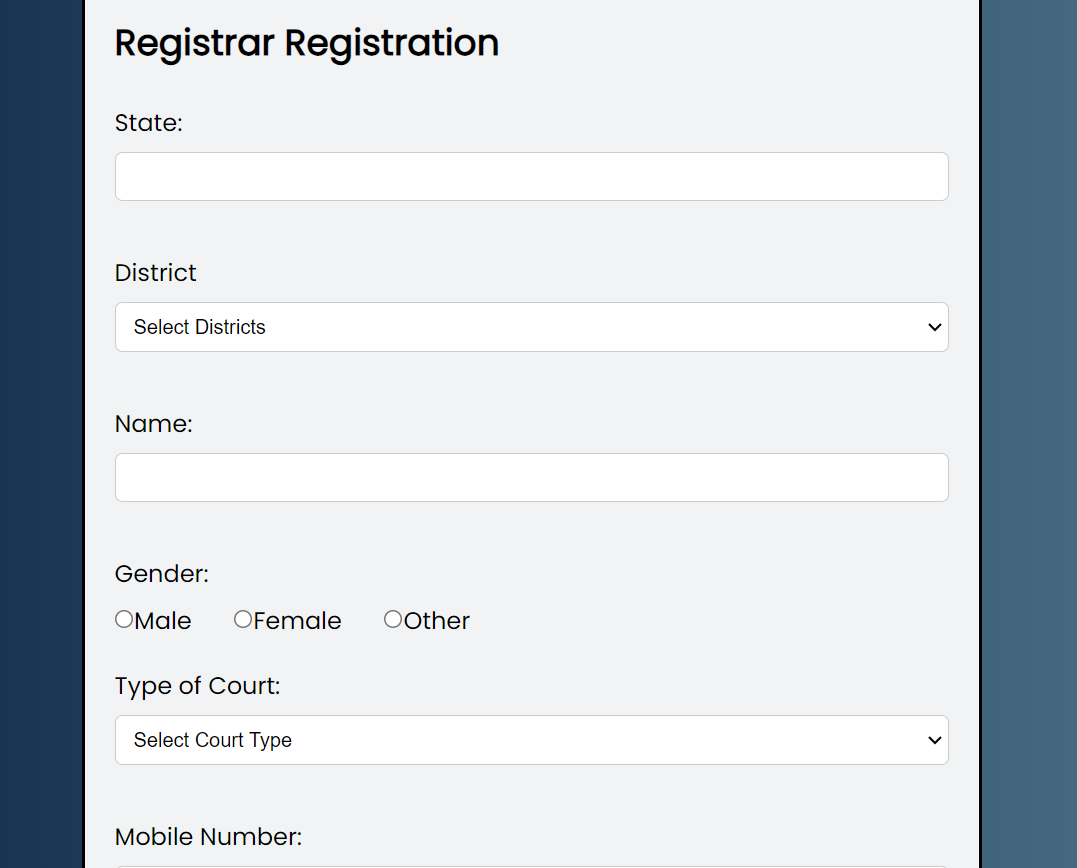 Registrar Registration
State:
District
Select Districts
Name:
Gender:
Male Female Other
Type of Court:
Select Court Type
Mobile Number: